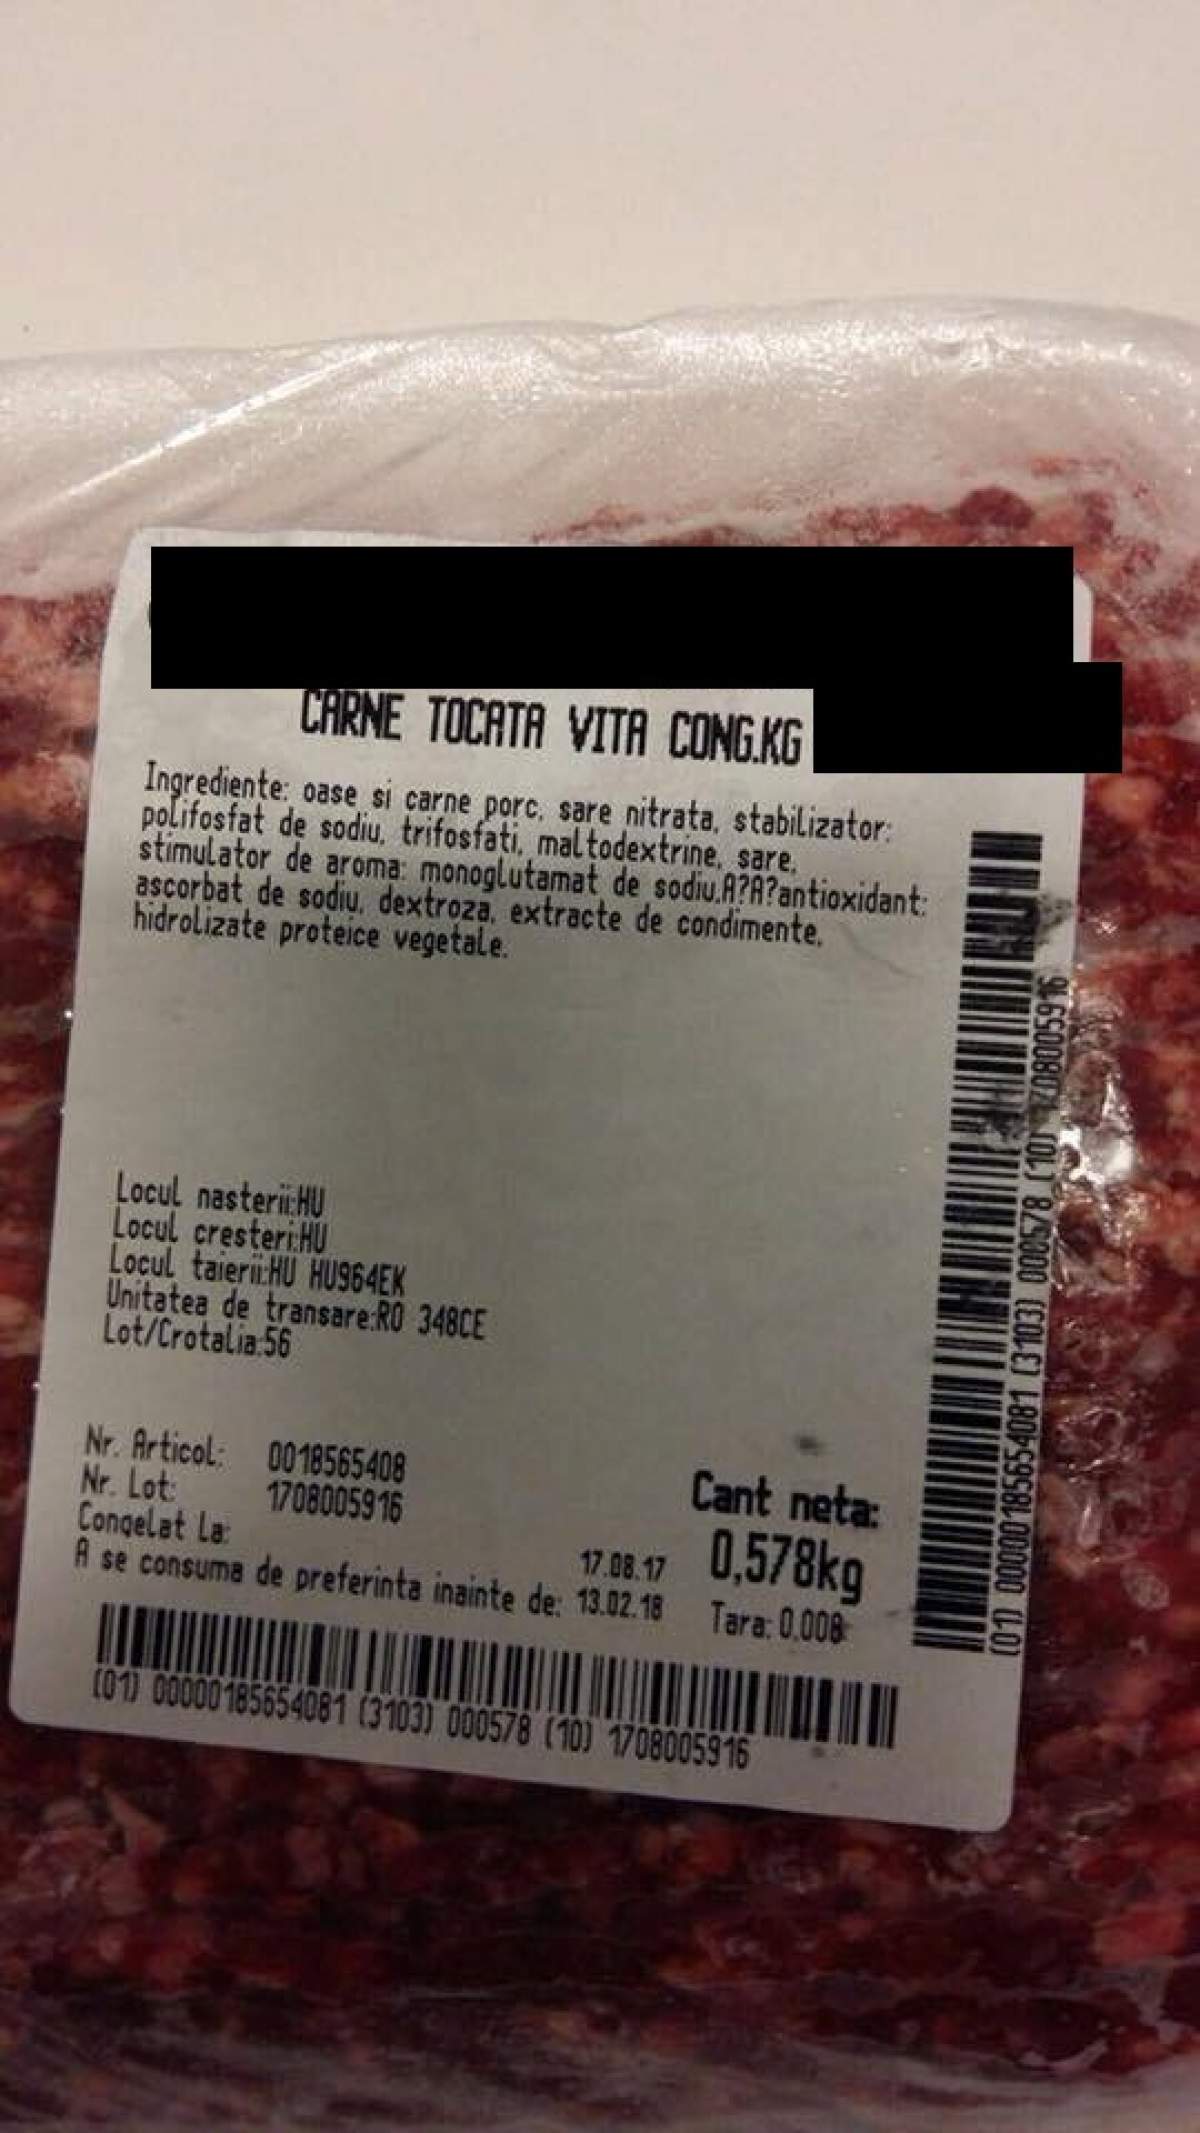 CARNE TOCATA VITA CONG.KG
Ingrediente: oase si carne porc, sare nitrata, stabilizator:
polifosfat de sodiu, trifosfati, maltodextrine, sare,
stimulator de aroma: monoglutamat de sodiu,A?A?antioxidant:
ascorbat de sodiu, dextroza, extracte de condimente,
hidrolizate proteice vegetale.
Locul nasterii:HU
Locul cresteri:HU
Locul taierii:HU HU964EK
Unitatea de transare:RO 348CE
Lot/Crotalia:56
Nr. Articol: 0018565408
Nr. Lot: 1708005916
Congelat La: 17.08.17
A se consuma de preferinta inainte de: 13.02.18
Cant neta:
0,578kg
Tara: 0.008
(01) 00000185654081 (3103) 000578 (10) 1708005916
(01) 00000185654081 (3103) 000578 (10) 1708005916